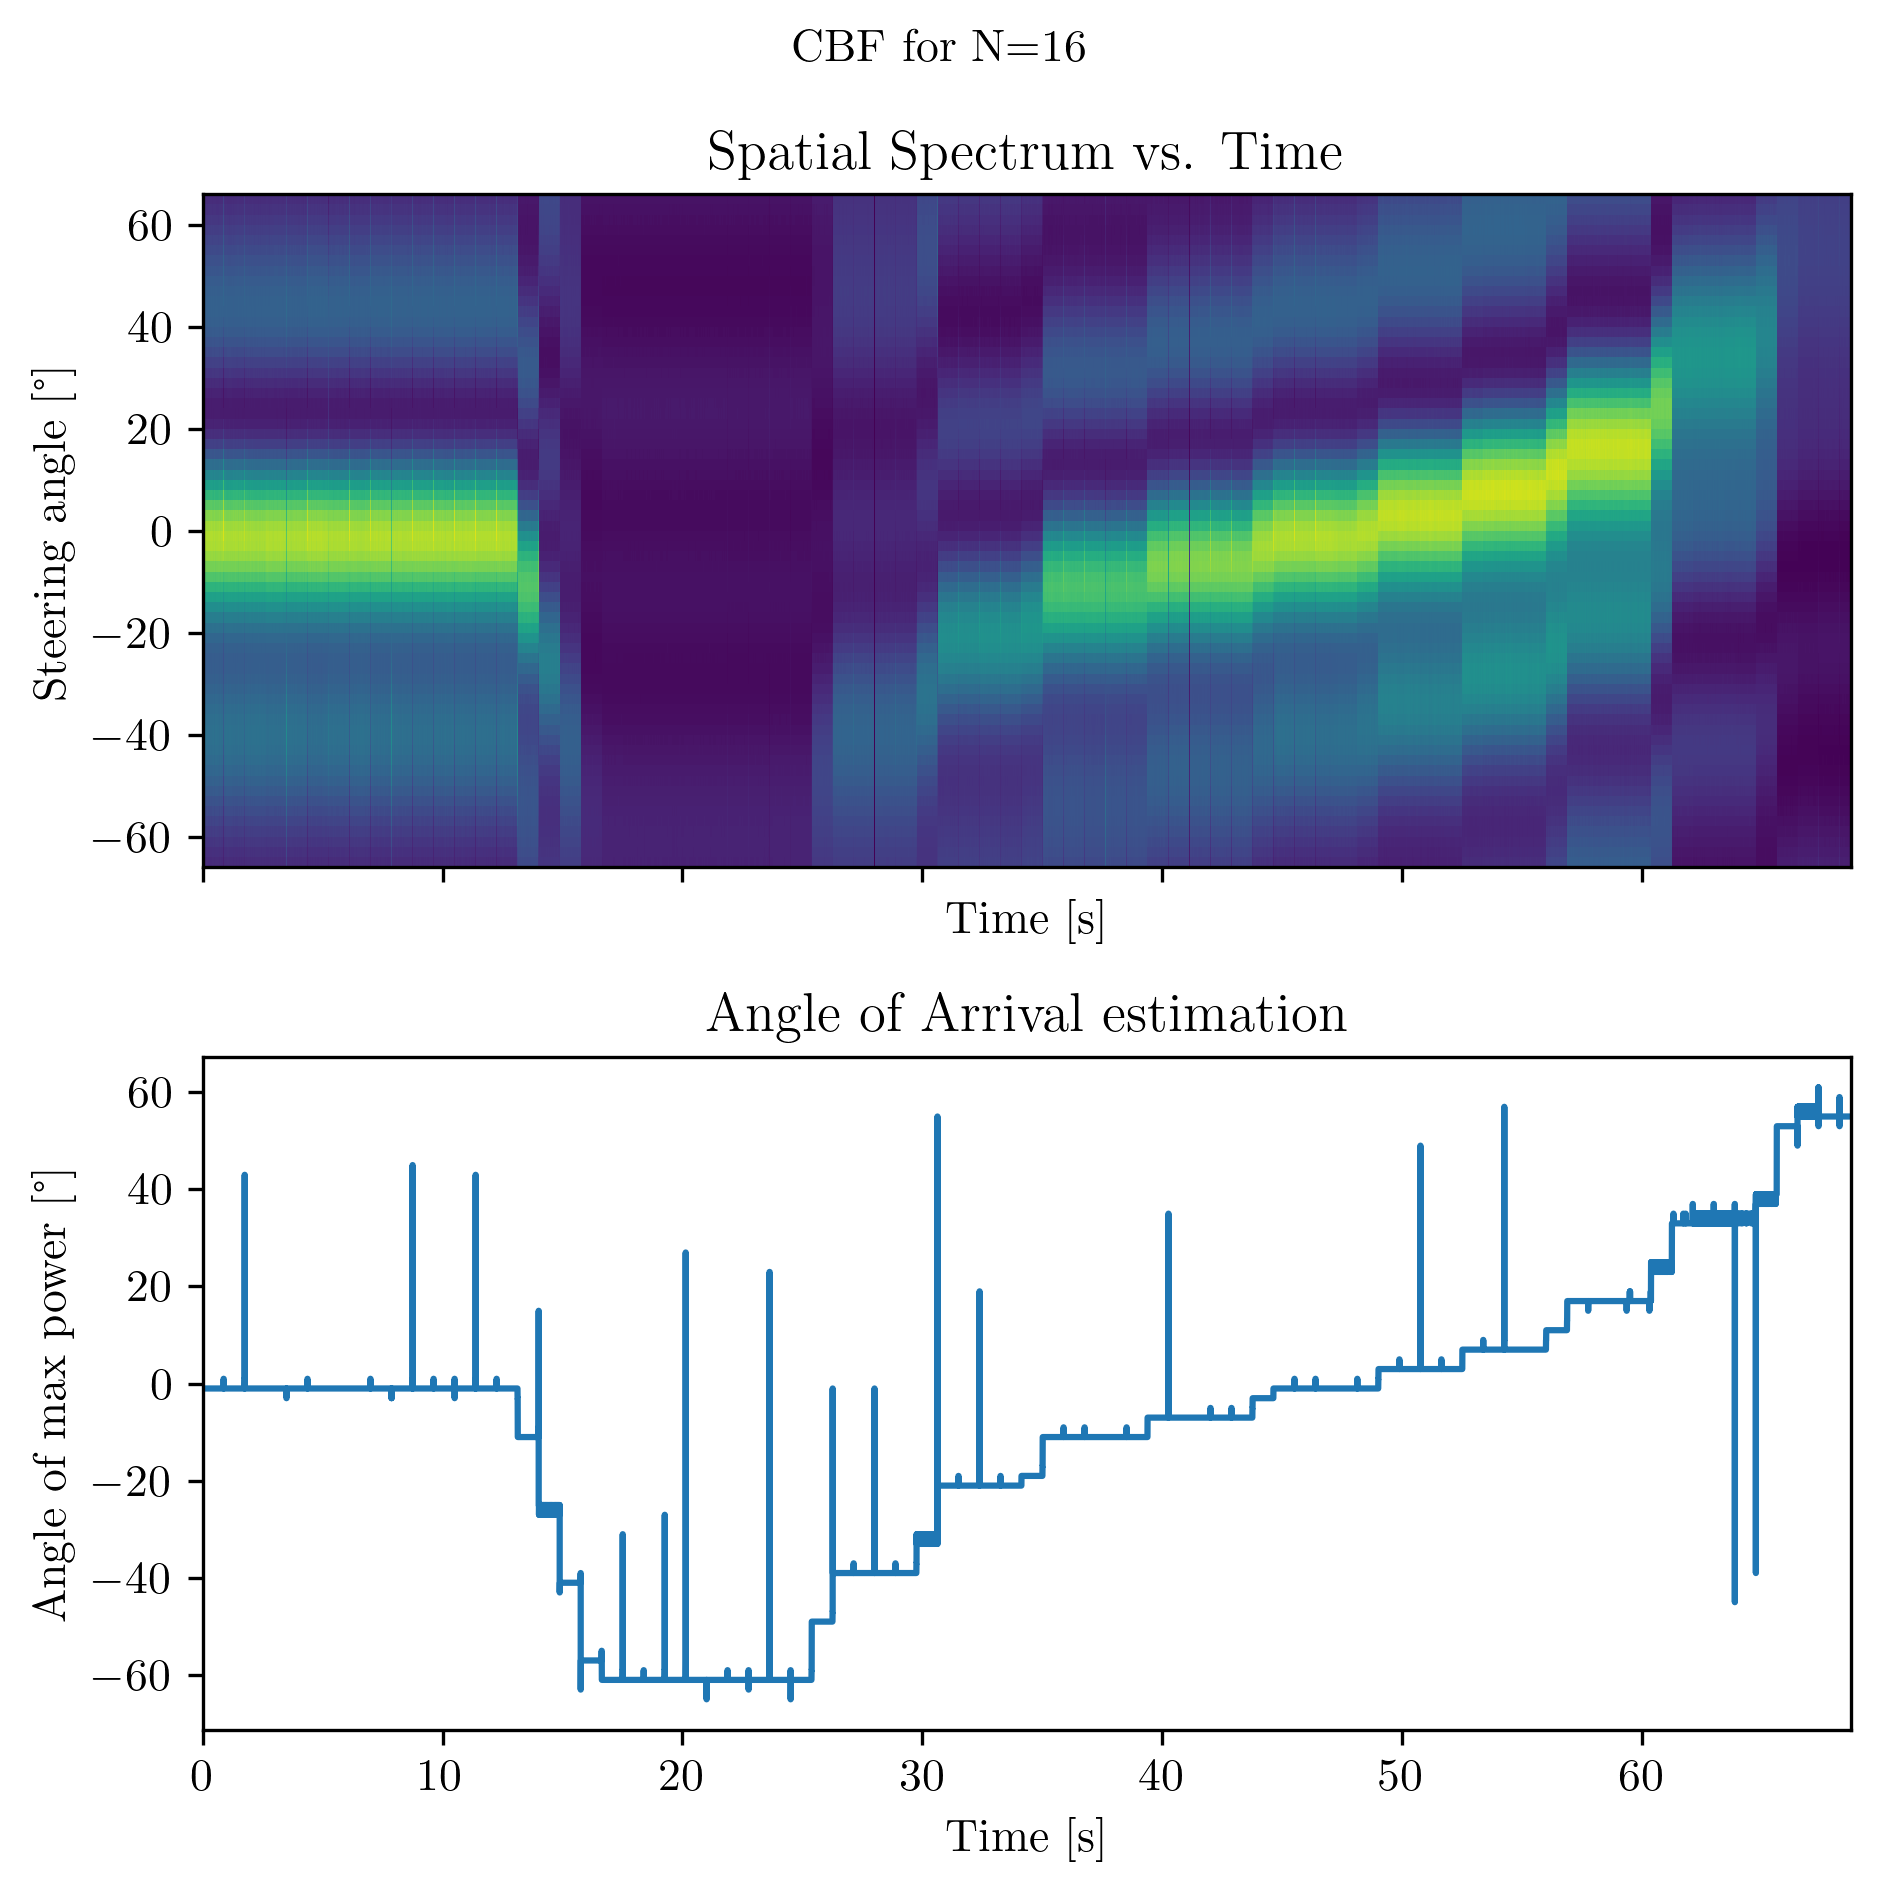 CBF for N=16
Spatial Spectrum vs. Time
60
40
20
0
−20
−40
−60
Steering angle [°]
Time [s]
Angle of Arrival estimation
60
40
20
0
−20
−40
−60
Angle of max power [°]
0 10 20 30 40 50 60
Time [s]